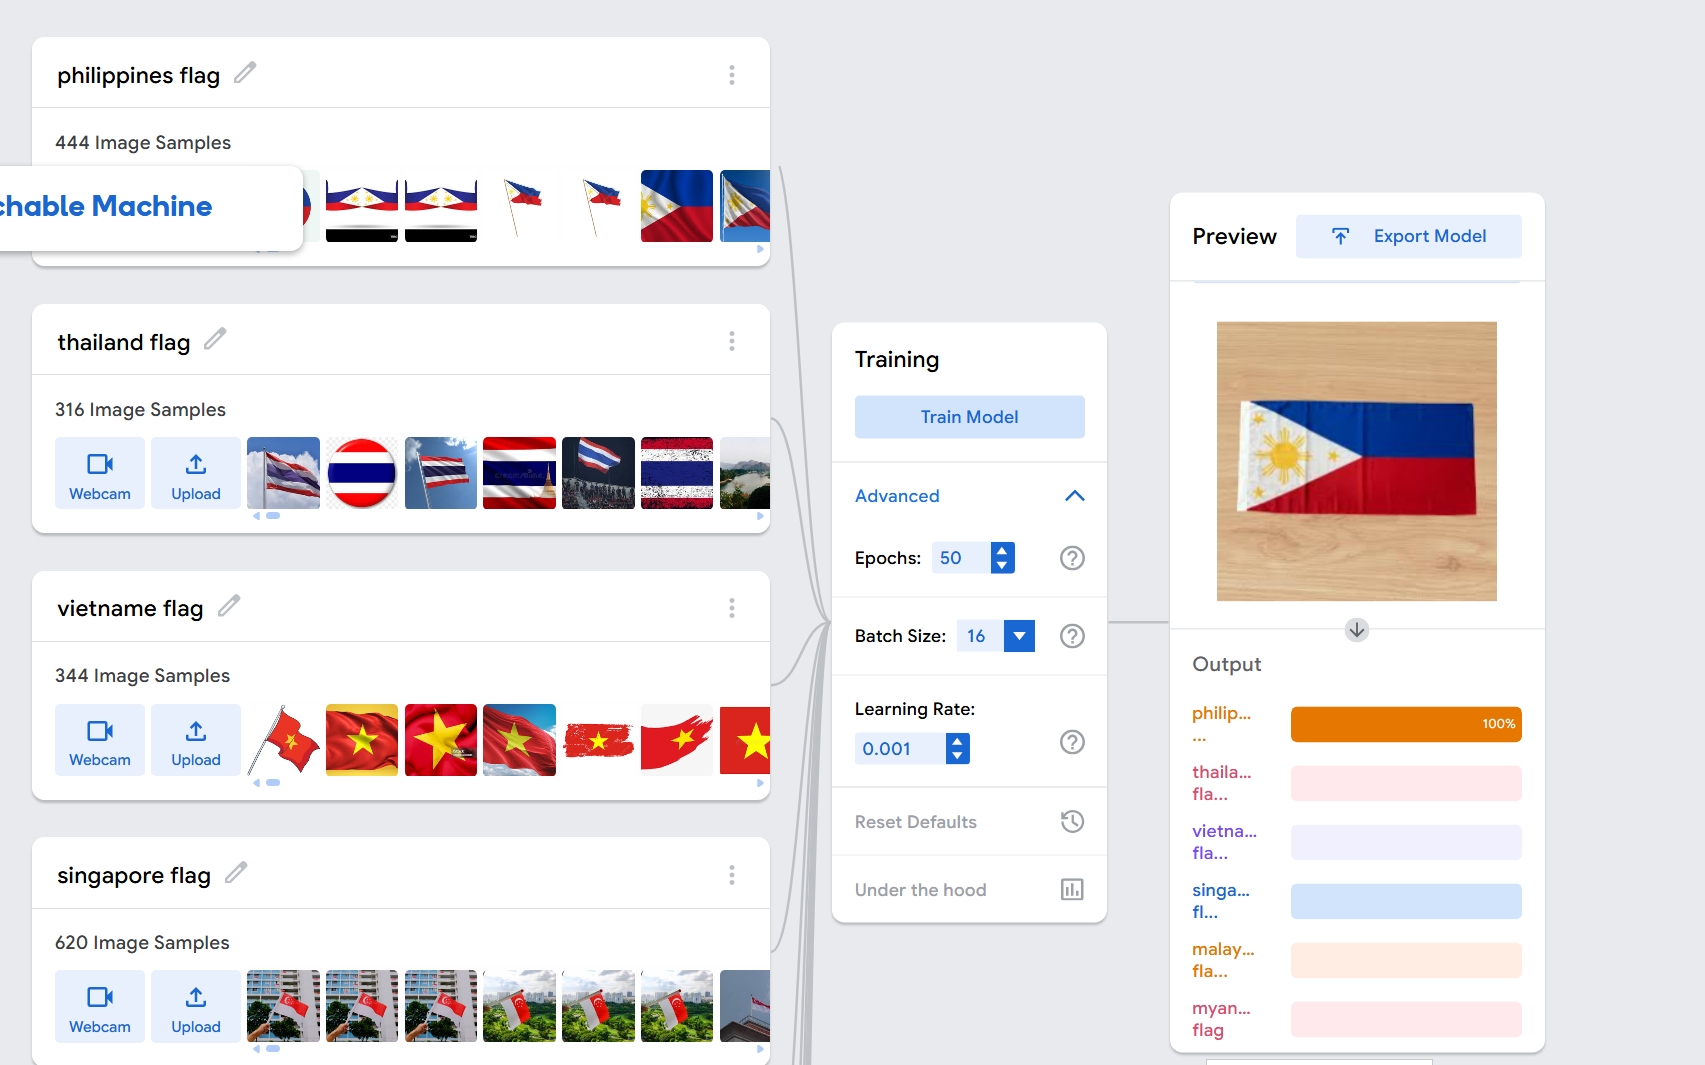 philippines flag
444 Image Samples
chable Machine
thailand flag
316 Image Samples
Webcam
Upload
vietname flag
344 Image Samples
Webcam
Upload
singapore flag
620 Image Samples
Webcam
Upload
Training
Train Model
Advanced
Epochs: 50
Batch Size: 16
Learning Rate:
0.001
Reset Defaults
Under the hood
Preview
Export Model
Output
philip...
...
100%
thaila...
fla...
vietna...
fla...
singa...
fl...
malay...
fla...
myan...
flag